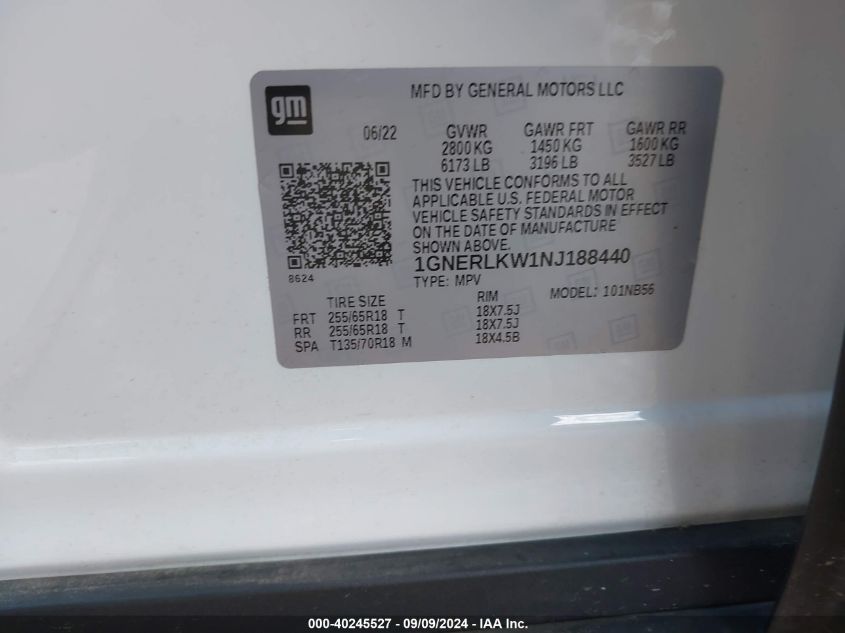 gm
MFD BY GENERAL MOTORS LLC
06/22 GVWR GAWR FRT GAWR RR
2800 KG 1450 KG 1600 KG
6173 LB 3196 LB 3527 LB
THIS VEHICLE CONFORMS TO ALL
APPLICABLE U.S. FEDERAL MOTOR
VEHICLE SAFETY STANDARDS IN EFFECT
ON THE DATE OF MANUFACTURE
SHOWN ABOVE.
8624
1GNERLKW1NJ188440
TYPE: MPV MODEL: 101NB56
TIRE SIZE RIM
FRT 255/65R18 T 18X7.5J
RR 255/65R18 T 18X7.5J
SPA T135/70R18 M 18X4.5B
000-40245527 - 09/09/2024 - IAA Inc.